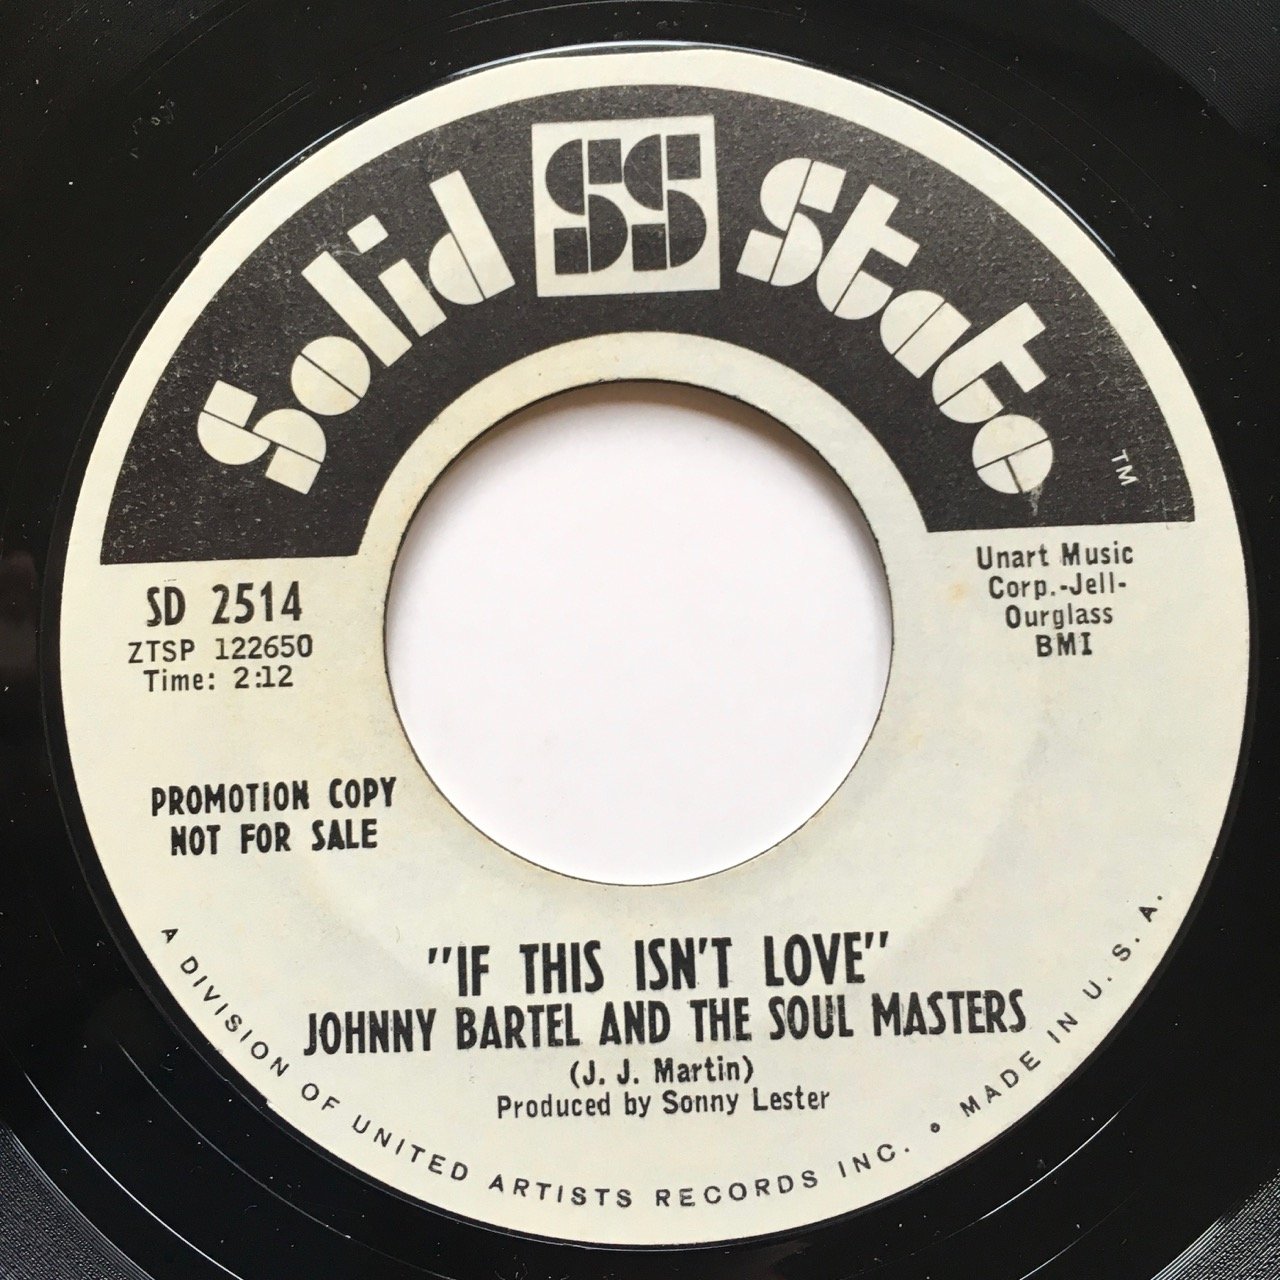 Solid SS State
TM
SD 2514
ZTSP 122650
Time: 2:12
Unart Music
Corp.-Jell-
Ourglass
BMI
PROMOTION COPY
NOT FOR SALE
"IF THIS ISN'T LOVE"
JOHNNY BARTEL AND THE SOUL MASTERS
(J. J. Martin)
Produced by Sonny Lester
A DIVISION OF UNITED ARTISTS RECORDS INC. • MADE IN U. S. A.